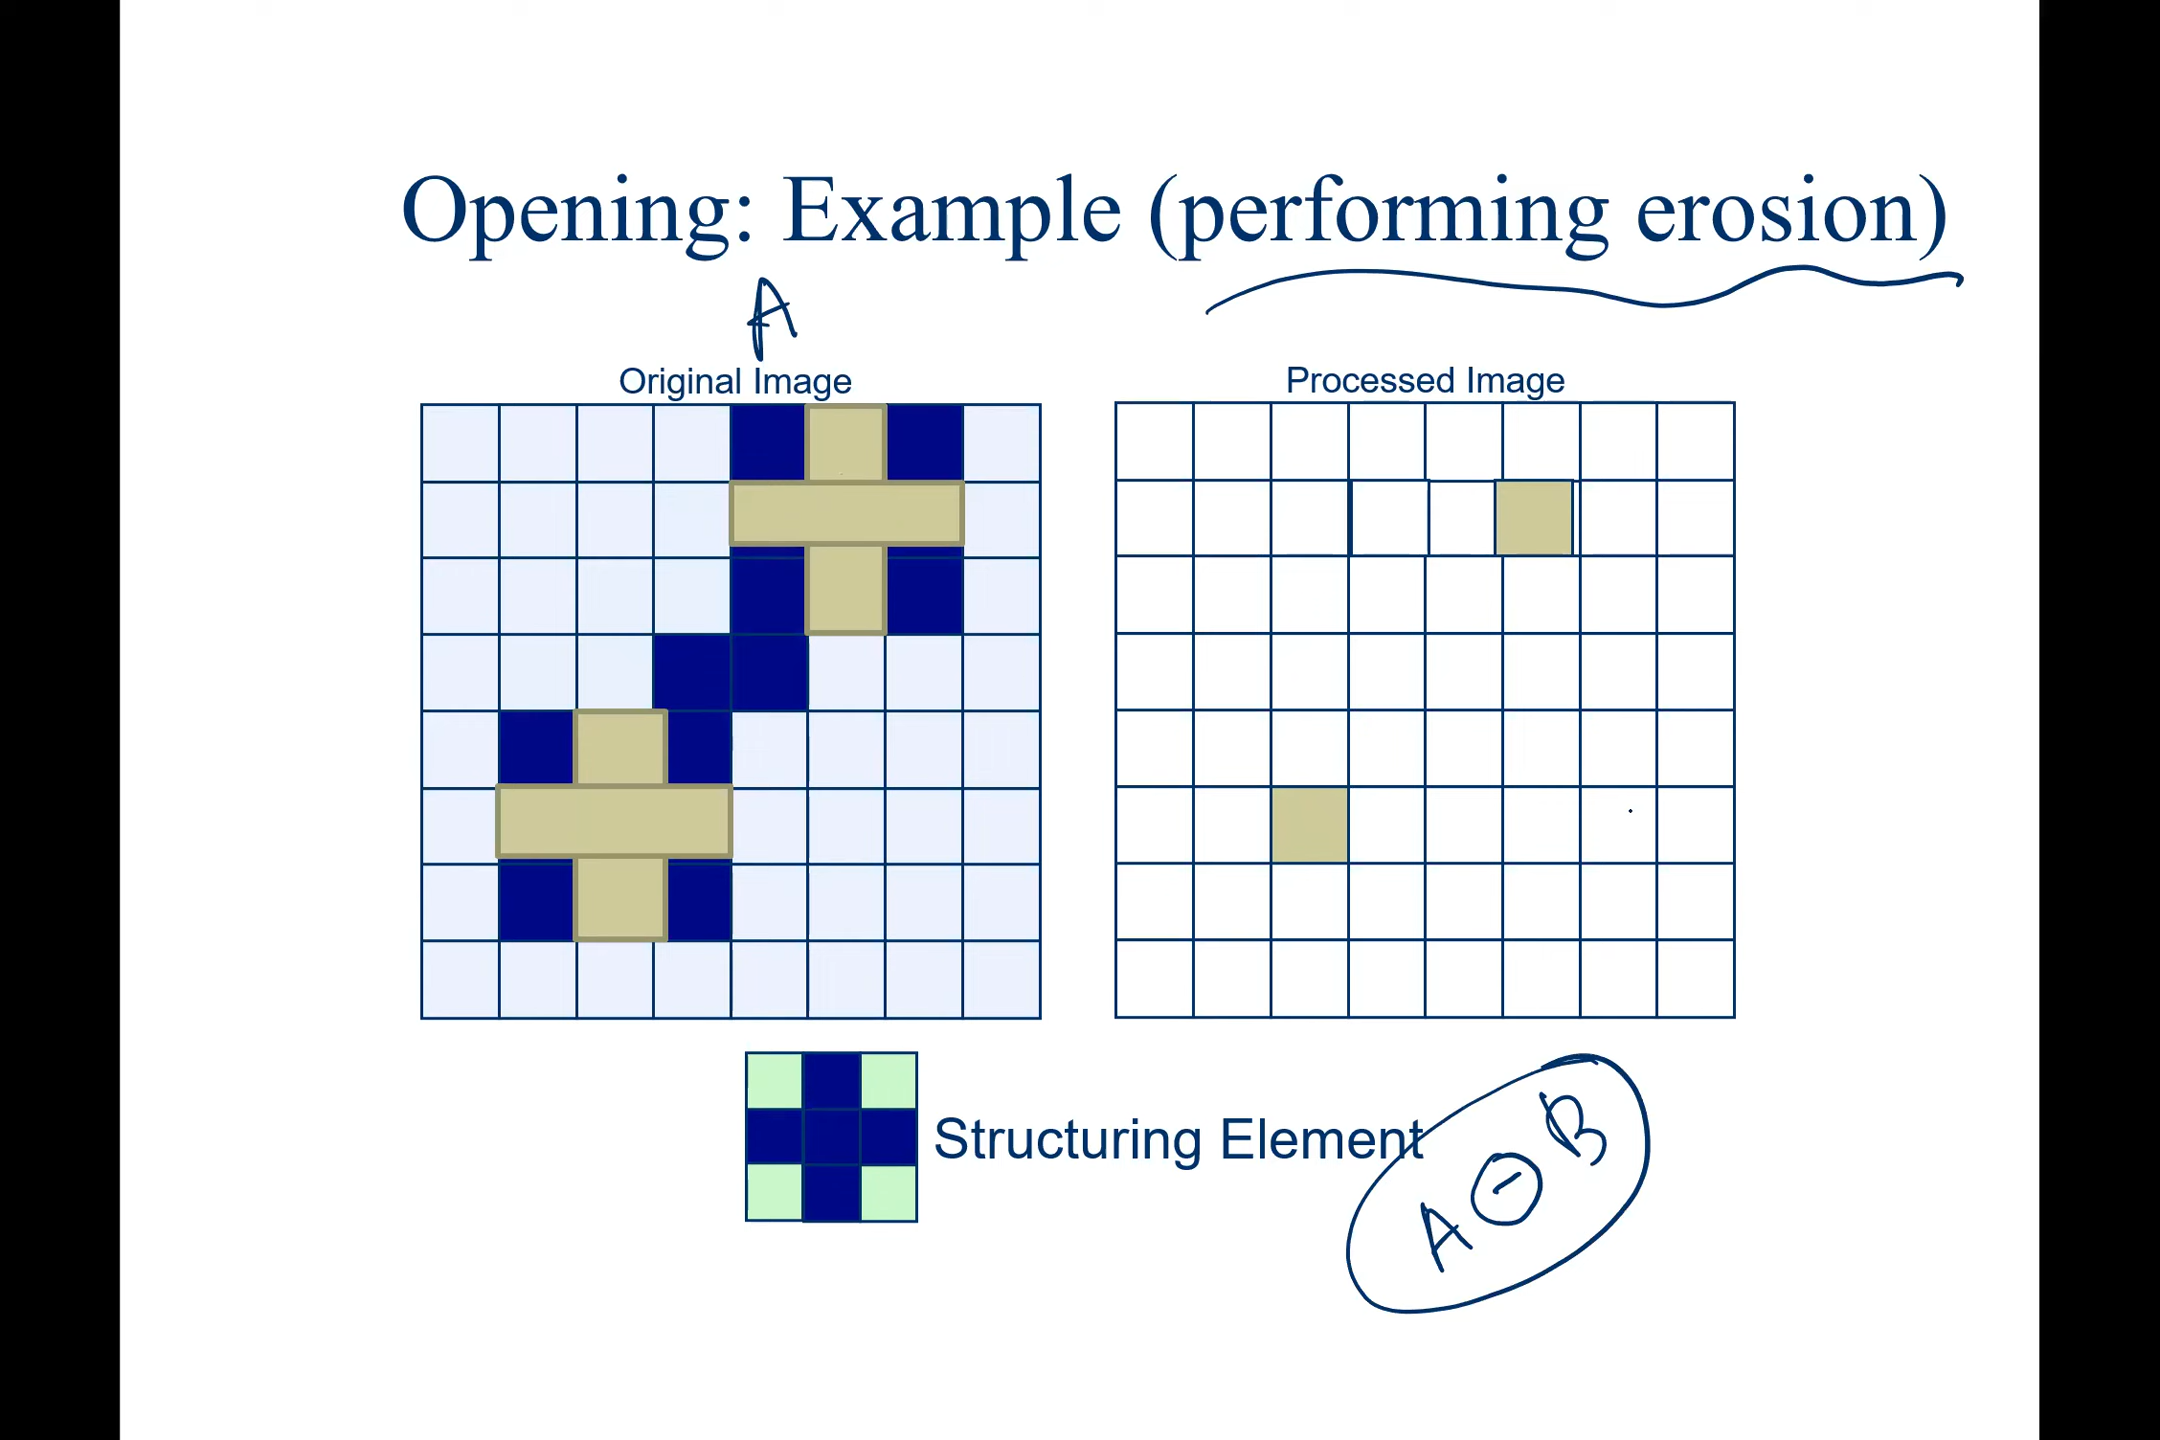 Opening: Example (performing erosion)
A
Original Image
Processed Image
Structuring Element
A ⊖ B